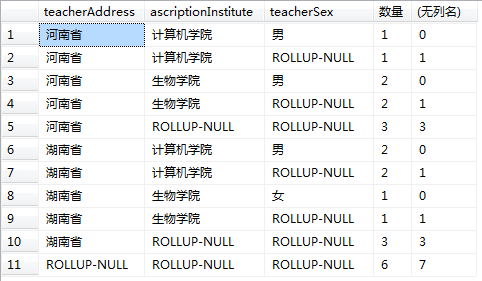 teacherAddress ascriptionInstitute teacherSex 数量 (无列名)
1 河南省 计算机学院 男 1 0
2 河南省 计算机学院 ROLLUP-NULL 1 1
3 河南省 生物学院 男 2 0
4 河南省 生物学院 ROLLUP-NULL 2 1
5 河南省 ROLLUP-NULL ROLLUP-NULL 3 3
6 湖南省 计算机学院 男 2 0
7 湖南省 计算机学院 ROLLUP-NULL 2 1
8 湖南省 生物学院 女 1 0
9 湖南省 生物学院 ROLLUP-NULL 1 1
10 湖南省 ROLLUP-NULL ROLLUP-NULL 3 3
11 ROLLUP-NULL ROLLUP-NULL ROLLUP-NULL 6 7